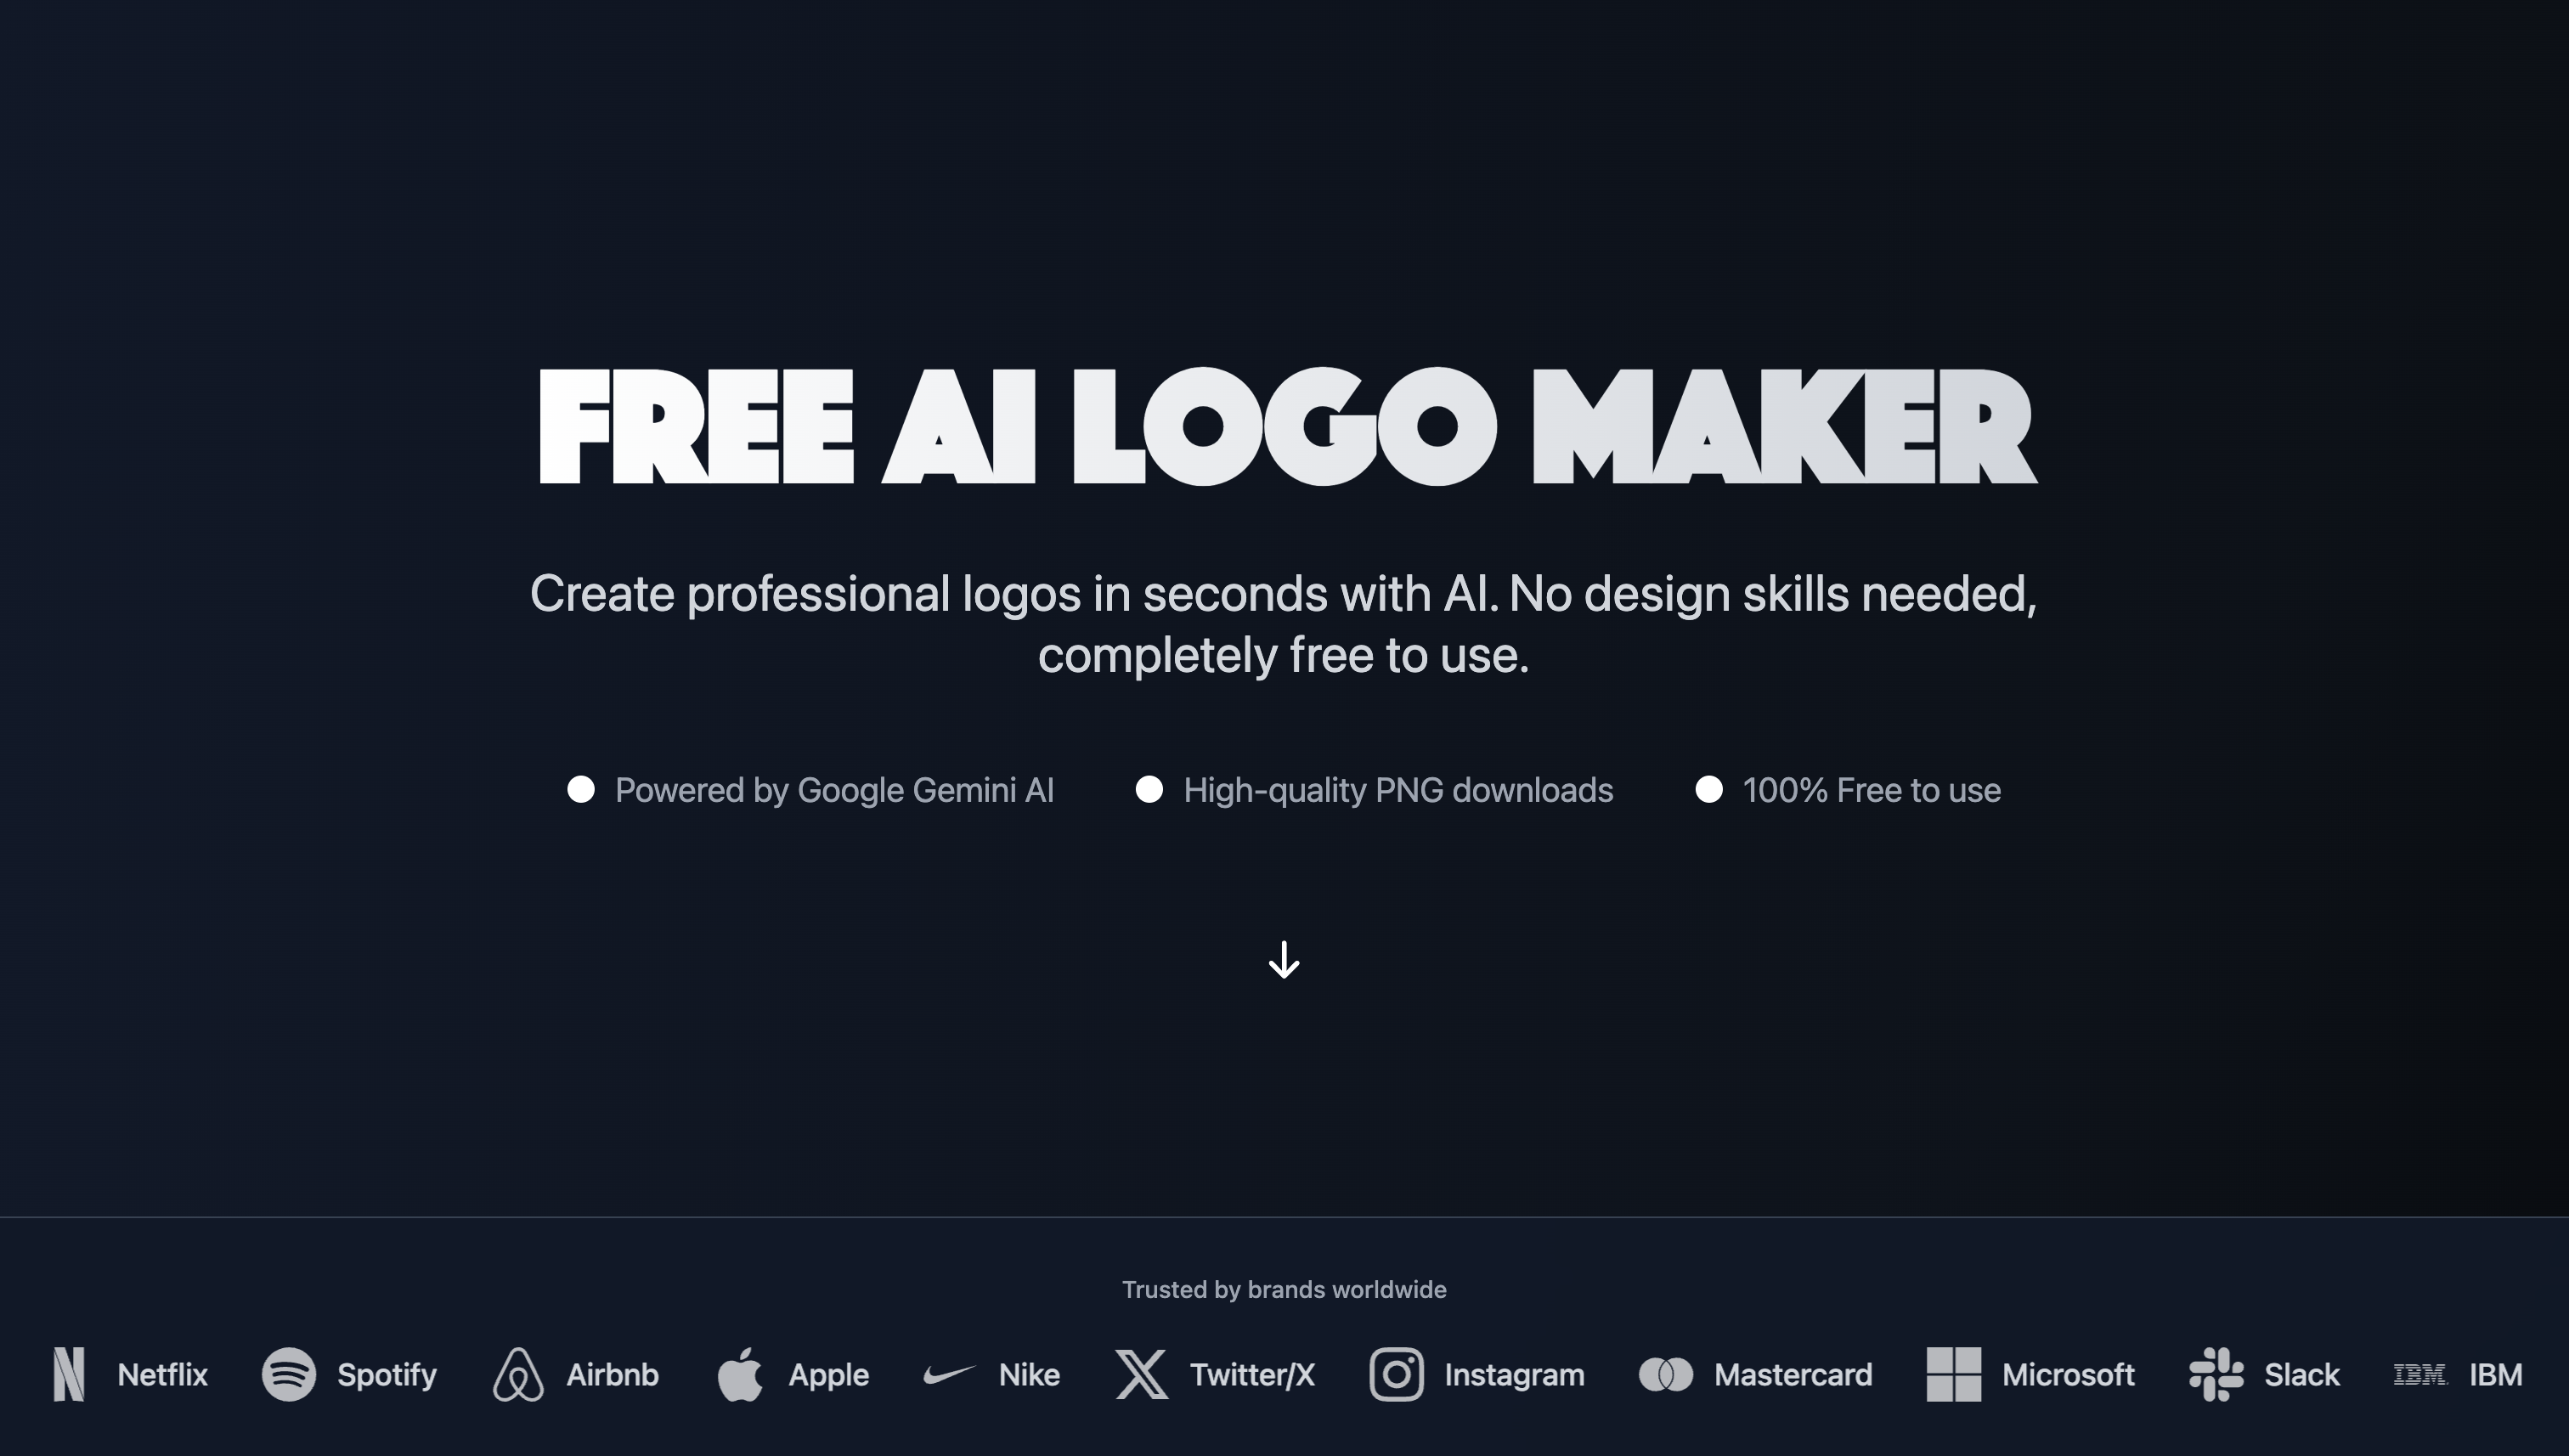 FREE AI LOGO MAKER
Create professional logos in seconds with AI. No design skills needed,
completely free to use.
Powered by Google Gemini AI
High-quality PNG downloads
100% Free to use
Trusted by brands worldwide
N Netflix
Spotify
Airbnb
Apple
Nike
X Twitter/X
Instagram
Mastercard
Microsoft
Slack
IBM IBM